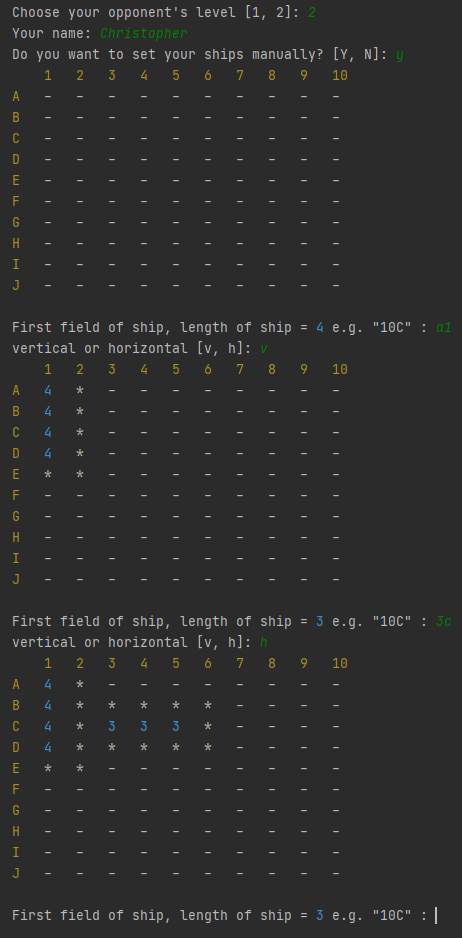 Choose your opponent's level [1, 2]: 2
Your name: Christopher
Do you want to set your ships manually? [Y, N]: y
    1  2  3  4  5  6  7  8  9  10
A   -  -  -  -  -  -  -  -  -  -
B   -  -  -  -  -  -  -  -  -  -
C   -  -  -  -  -  -  -  -  -  -
D   -  -  -  -  -  -  -  -  -  -
E   -  -  -  -  -  -  -  -  -  -
F   -  -  -  -  -  -  -  -  -  -
G   -  -  -  -  -  -  -  -  -  -
H   -  -  -  -  -  -  -  -  -  -
I   -  -  -  -  -  -  -  -  -  -
J   -  -  -  -  -  -  -  -  -  -
First field of ship, length of ship = 4 e.g. "10C" : a1
vertical or horizontal [v, h]: v
    1  2  3  4  5  6  7  8  9  10
A   4  *  -  -  -  -  -  -  -  -
B   4  *  -  -  -  -  -  -  -  -
C   4  *  -  -  -  -  -  -  -  -
D   4  *  -  -  -  -  -  -  -  -
E   *  *  -  -  -  -  -  -  -  -
F   -  -  -  -  -  -  -  -  -  -
G   -  -  -  -  -  -  -  -  -  -
H   -  -  -  -  -  -  -  -  -  -
I   -  -  -  -  -  -  -  -  -  -
J   -  -  -  -  -  -  -  -  -  -
First field of ship, length of ship = 3 e.g. "10C" : 3c
vertical or horizontal [v, h]: h
    1  2  3  4  5  6  7  8  9  10
A   4  *  -  -  -  -  -  -  -  -
B   4  *  *  *  *  *  -  -  -  -
C   4  *  3  3  3  *  -  -  -  -
D   4  *  *  *  *  *  -  -  -  -
E   *  *  -  -  -  -  -  -  -  -
F   -  -  -  -  -  -  -  -  -  -
G   -  -  -  -  -  -  -  -  -  -
H   -  -  -  -  -  -  -  -  -  -
I   -  -  -  -  -  -  -  -  -  -
J   -  -  -  -  -  -  -  -  -  -
First field of ship, length of ship = 3 e.g. "10C" :